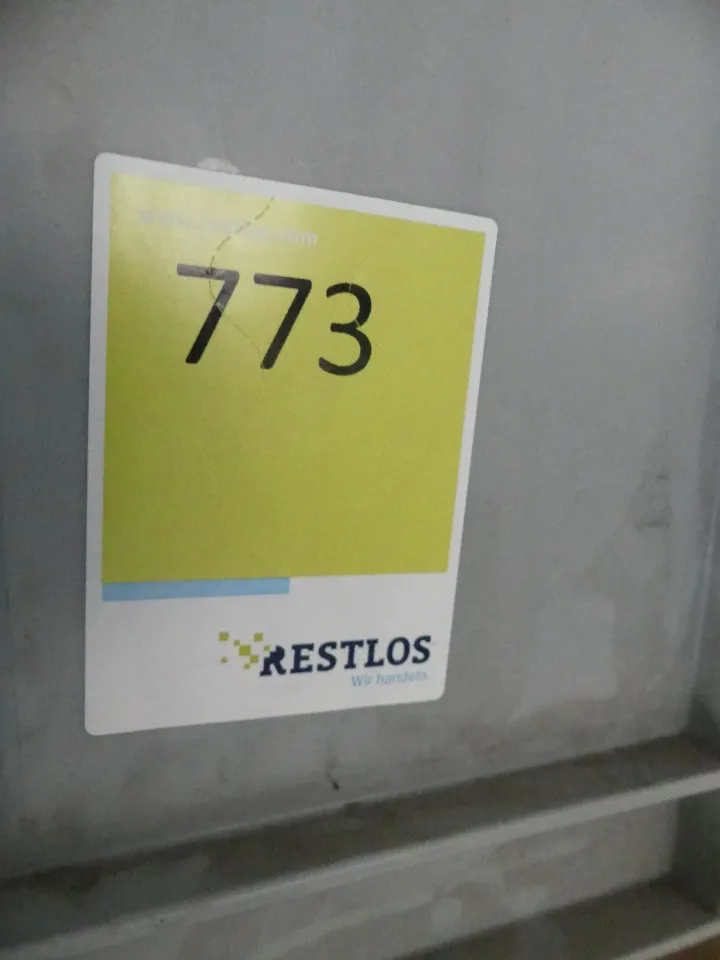 773
RESTLOS
Wir handeln.